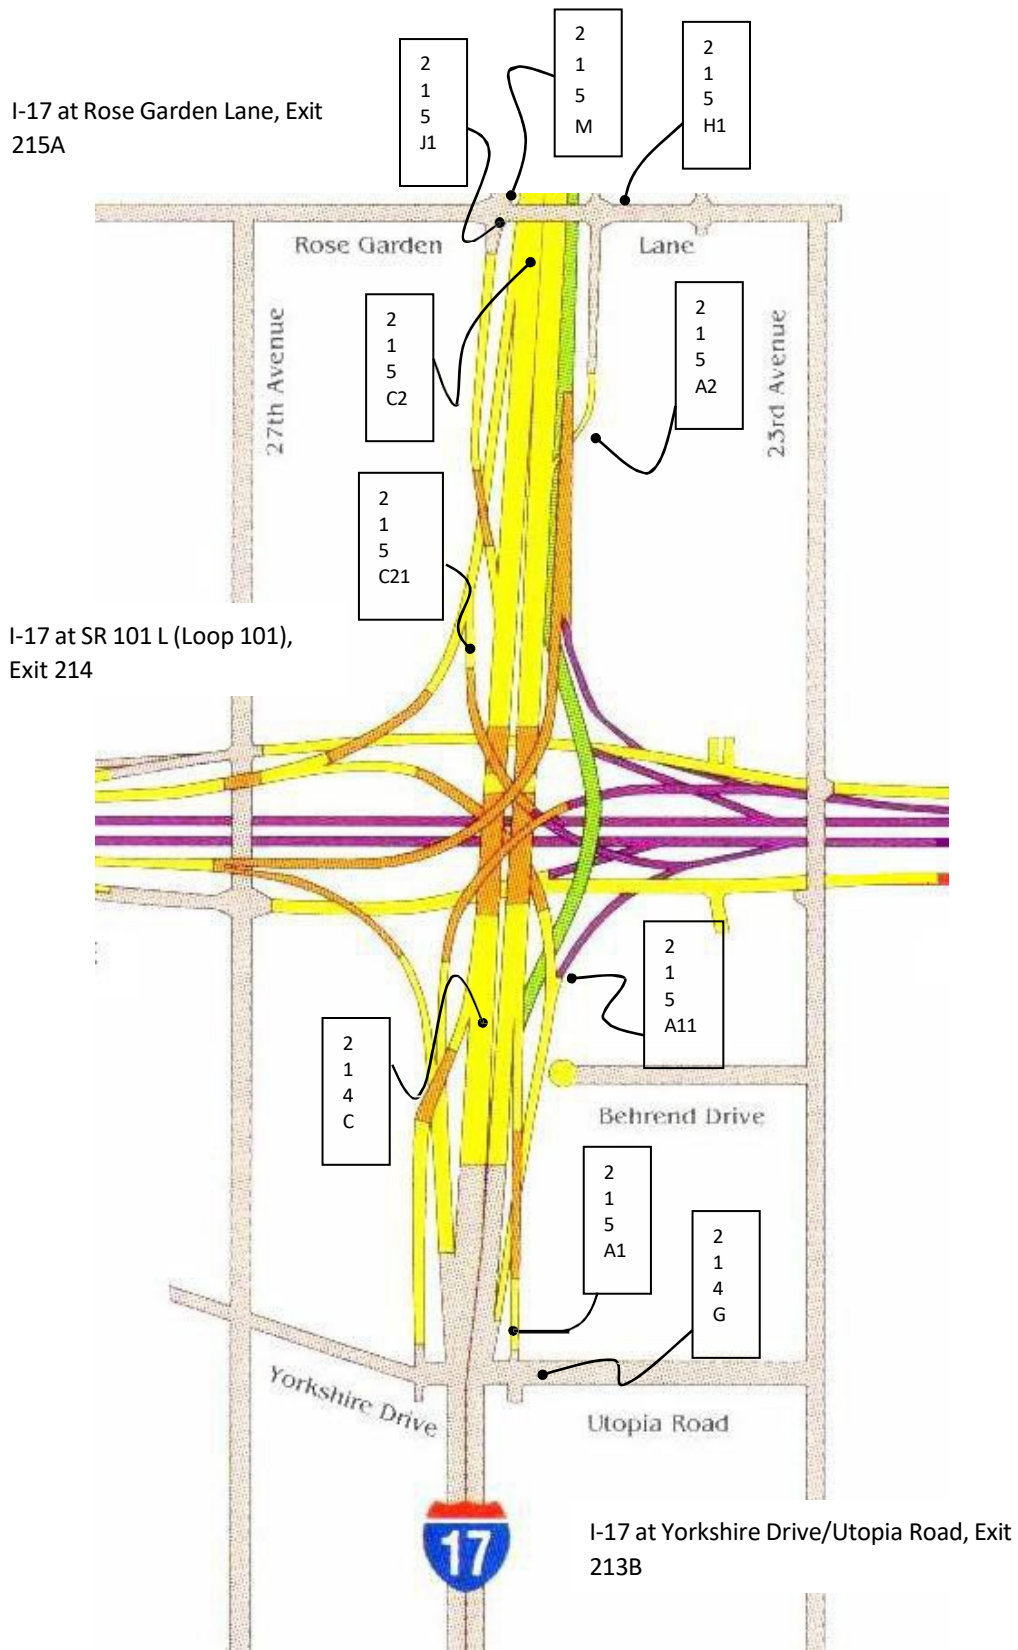 2
1
5
M
2
1
5
H1
2
1
5
J1
I-17 at Rose Garden Lane, Exit
215A
Rose Garden
Lane
2
1
5
C2
2
1
5
A2
27th Avenue
23rd Avenue
2
1
5
C21
I-17 at SR 101 L (Loop 101),
Exit 214
2
1
5
A11
2
1
4
C
Behrend Drive
2
1
5
A1
2
1
4
G
Yorkshire Drive
Utopia Road
17
I-17 at Yorkshire Drive/Utopia Road, Exit
213B